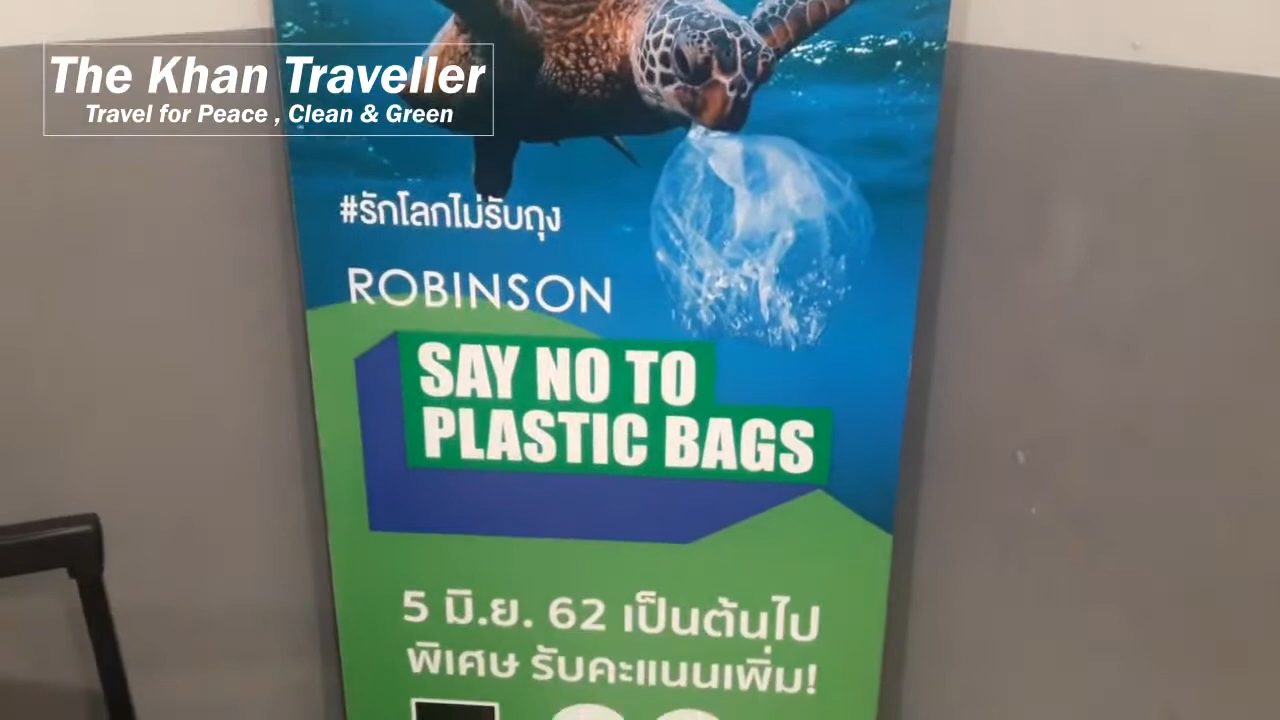 The Khan Traveller
Travel for Peace , Clean & Green
#รักโลกไม่รับถุง
ROBINSON
SAY NO TO
PLASTIC BAGS
5 มิ.ย. 62 เป็นต้นไป
พิเศษ รับคะแนนเพิ่ม!